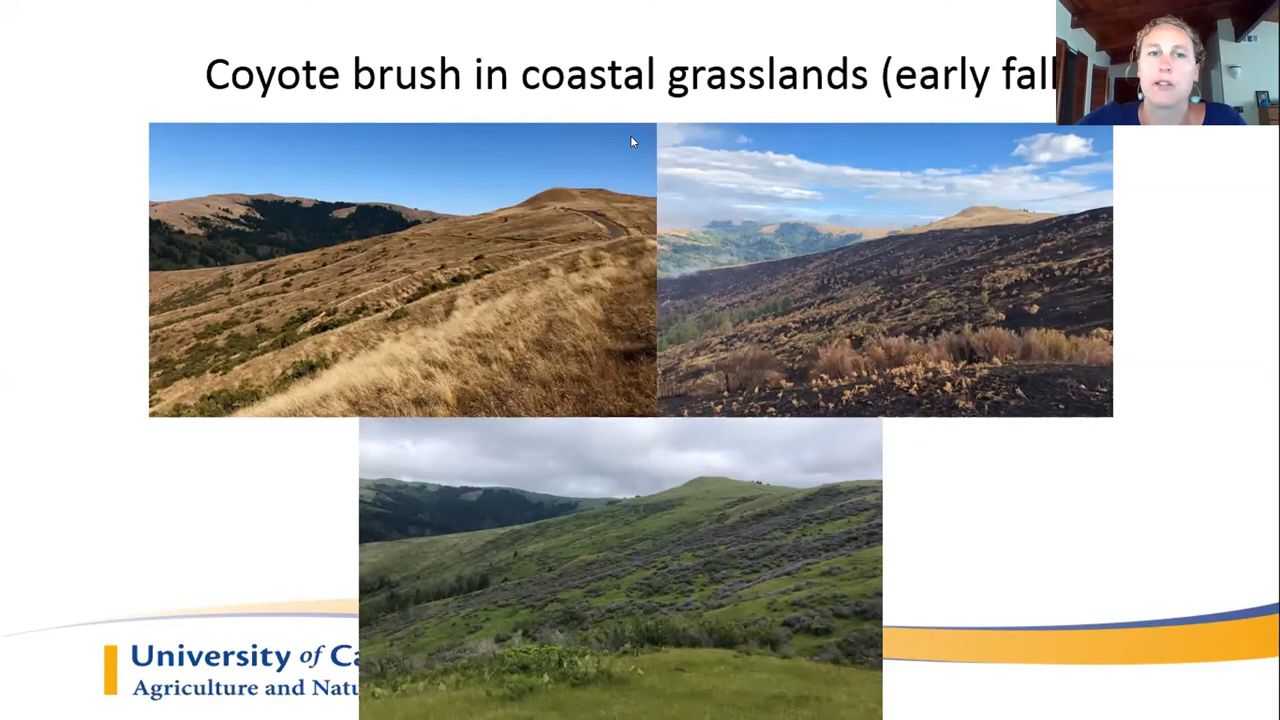 Coyote brush in coastal grasslands (early fall
University of Ca
Agriculture and Natu